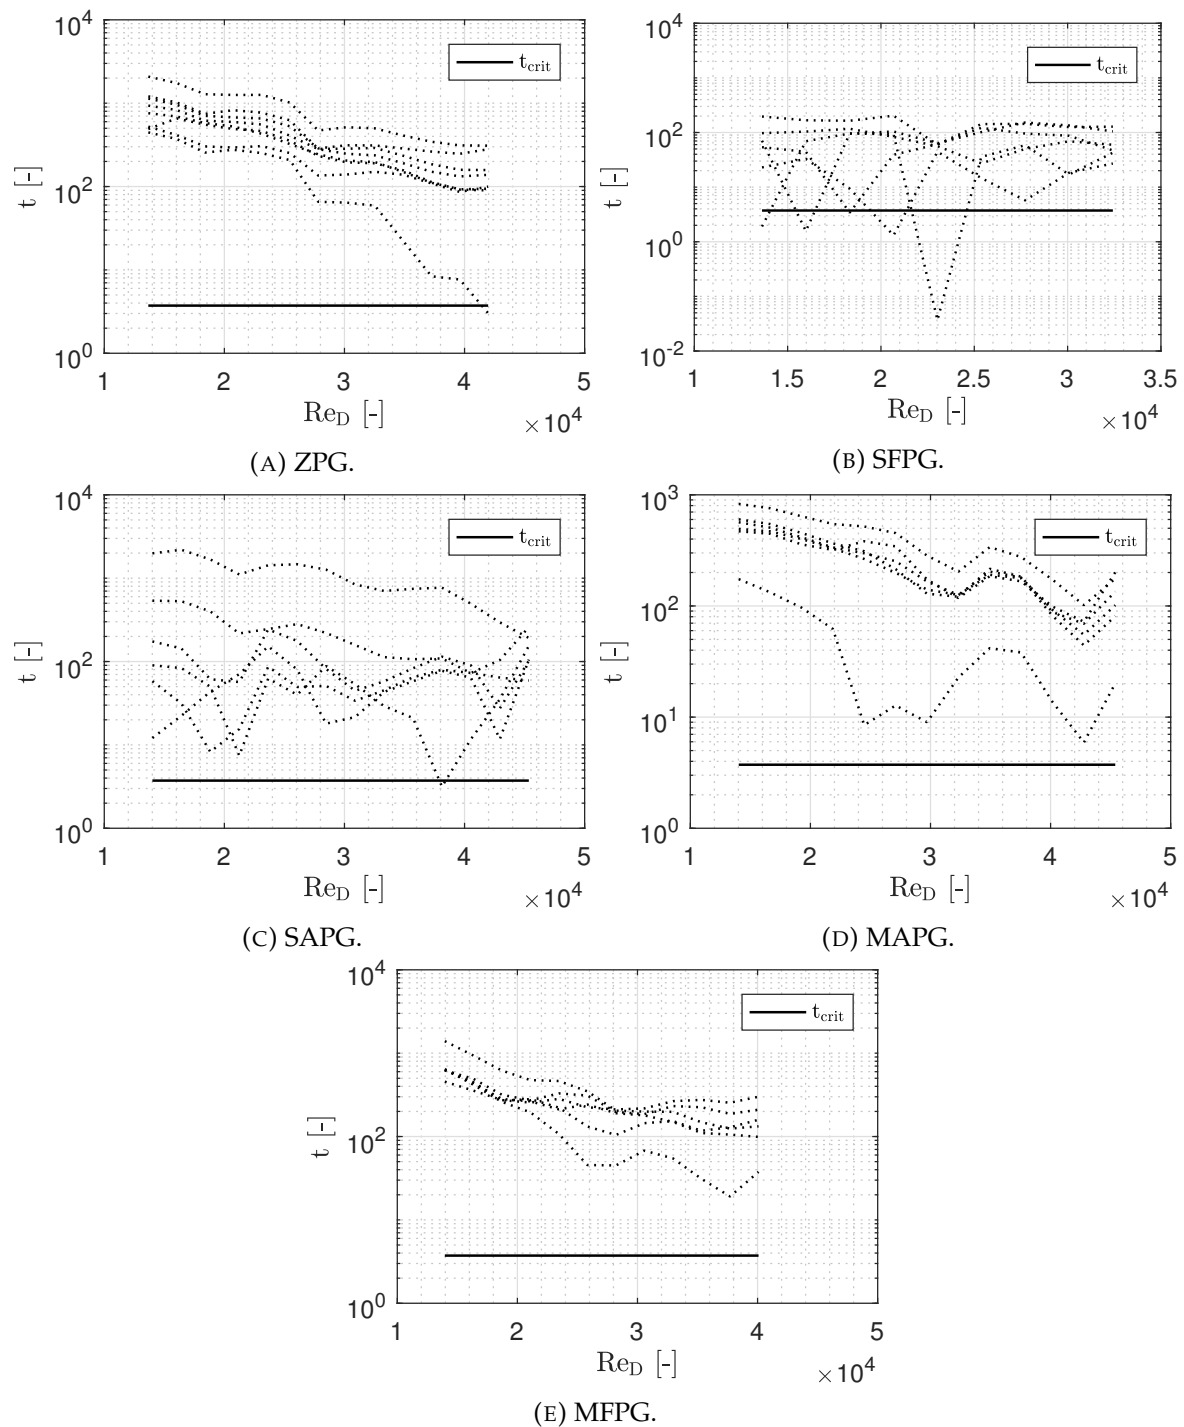 10^4
10^2
10^0
t [-]
t_crit
1 2 3 4 5
Re_D [-]
×10^4
(A) ZPG.
10^4
10^2
10^0
10^-2
t [-]
t_crit
1 1.5 2 2.5 3 3.5
Re_D [-]
×10^4
(B) SFPG.
10^4
10^2
10^0
t [-]
t_crit
1 2 3 4 5
Re_D [-]
×10^4
(C) SAPG.
10^3
10^2
10^1
10^0
t [-]
t_crit
1 2 3 4 5
Re_D [-]
×10^4
(D) MAPG.
10^4
10^2
10^0
t [-]
t_crit
1 2 3 4 5
Re_D [-]
×10^4
(E) MFPG.